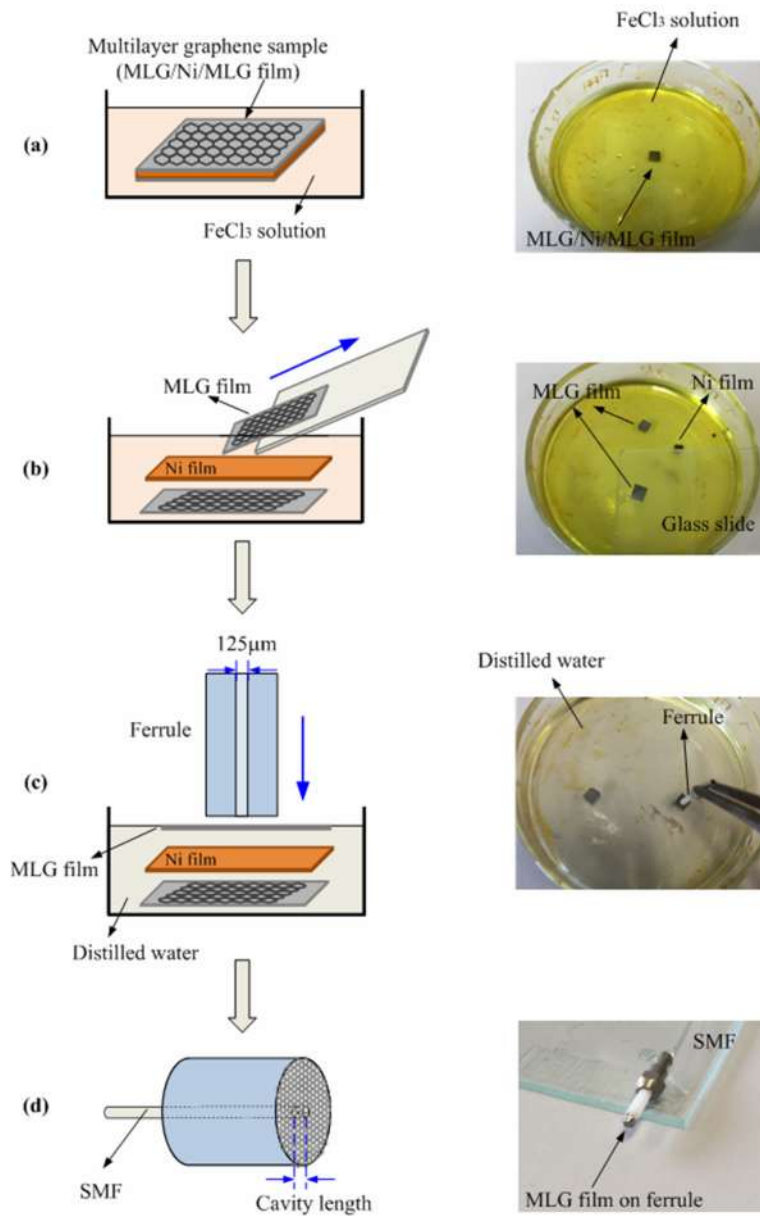 Multilayer graphene sample
(MLG/Ni/MLG film)
(a)
FeCl₃ solution
FeCl₃ solution
MLG/Ni/MLG film
(b)
MLG film
Ni film
MLG film
Ni film
Glass slide
(c)
125μm
Ferrule
MLG film
Ni film
Distilled water
Distilled water
Ferrule
(d)
SMF
Cavity length
SMF
MLG film on ferrule